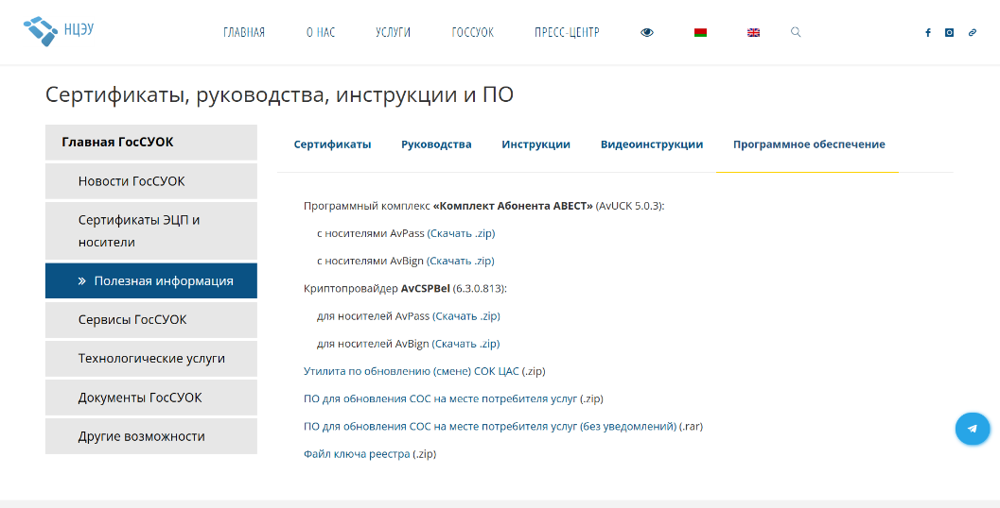 НЦЭУ
ГЛАВНАЯ О НАС УСЛУГИ ГОССУОК ПРЕСС-ЦЕНТР
Сертификаты, руководства, инструкции и ПО
Главная ГосСУОК
Новости ГосСУОК
Сертификаты ЭЦП и
носители
Полезная информация
Сервисы ГосСУОК
Технологические услуги
Документы ГосСУОК
Другие возможности
Сертификаты Руководства Инструкции Видеоинструкции Программное обеспечение
Программный комплекс «Комплект Абонента АВЕСТ» (AvUCK 5.0.3):
с носителями AvPass (Скачать .zip)
с носителями AvBign (Скачать .zip)
Криптопровайдер AvCSPBel (6.3.0.813):
для носителей AvPass (Скачать .zip)
для носителей AvBign (Скачать .zip)
Утилита по обновлению (смене) СОК ЦАС (.zip)
ПО для обновления СОС на месте потребителя услуг (.zip)
ПО для обновления СОС на месте потребителя услуг (без уведомлений) (.rar)
Файл ключа реестра (.zip)